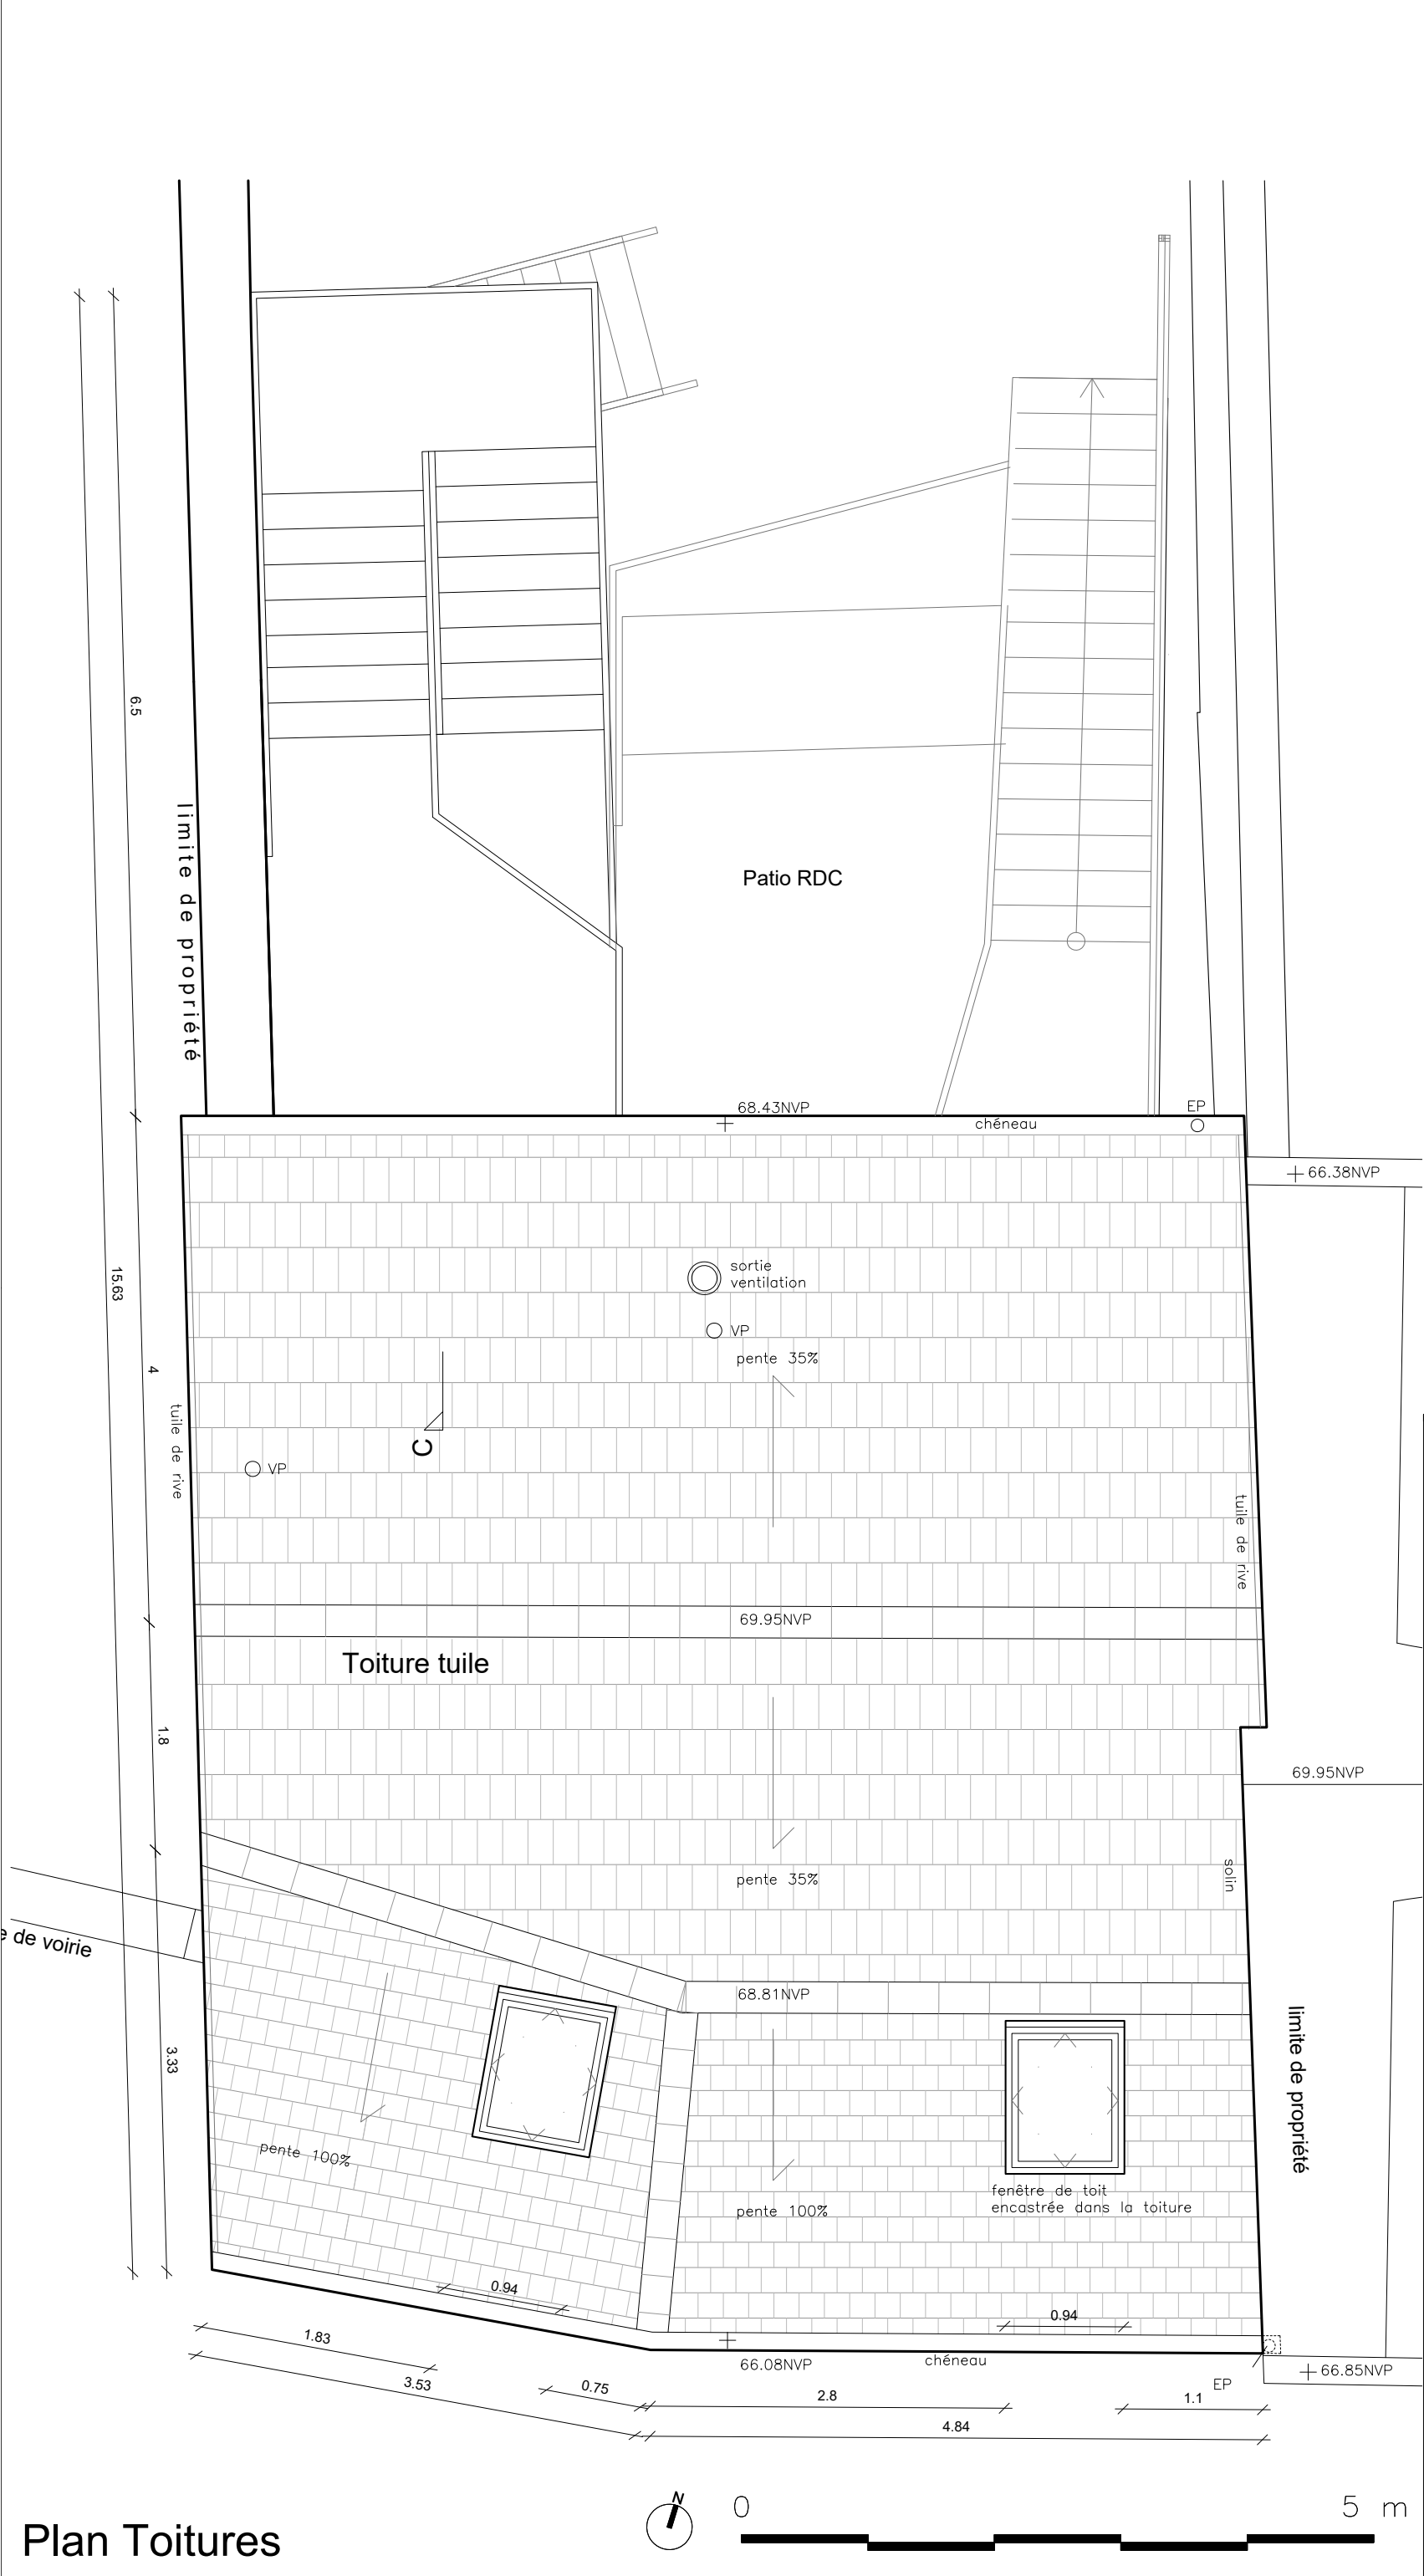 6.5
limite de propriété
Patio RDC
68.43NVP
EP
chéneau
66.38NVP
sortie
ventilation
15.63
VP
pente 35%
4
tuile de rive
C
VP
tuile de rive
69.95NVP
Toiture tuile
1.8
69.95NVP
pente 35%
solin
e de voirie
68.81NVP
3.33
limite de propriété
pente 100%
pente 100%
fenêtre de toit
encastrée dans la toiture
0.94
0.94
1.83
66.08NVP
chéneau
66.85NVP
3.53
0.75
EP
2.8
1.1
4.84
N
0
5 m
Plan Toitures